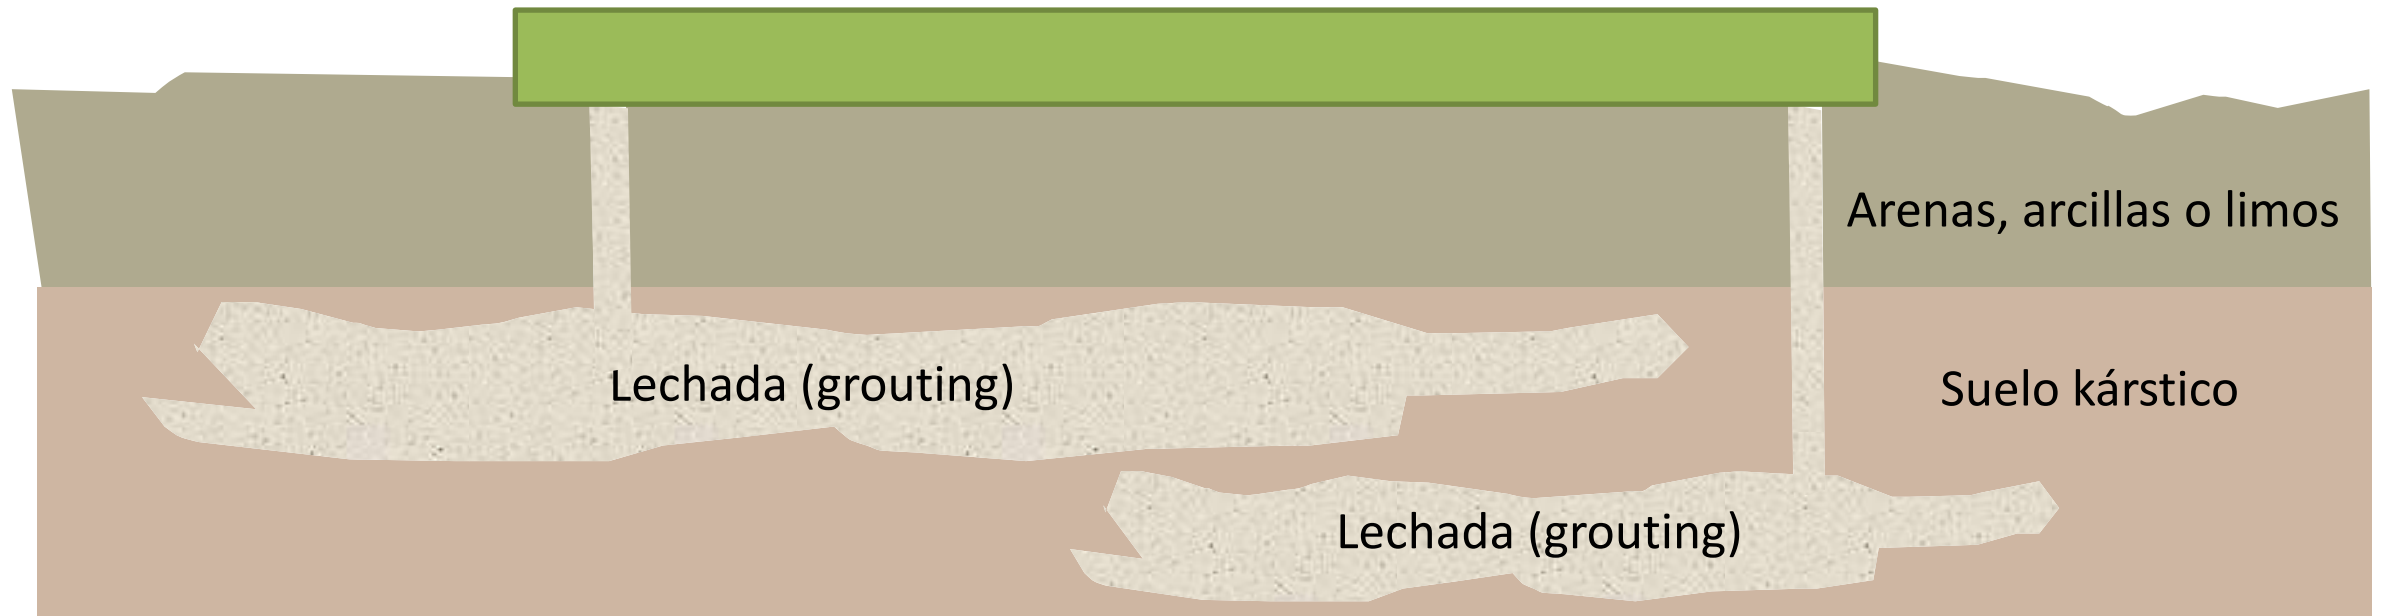 Arenas, arcillas o limos
Lechada (grouting)
Suelo kárstico
Lechada (grouting)